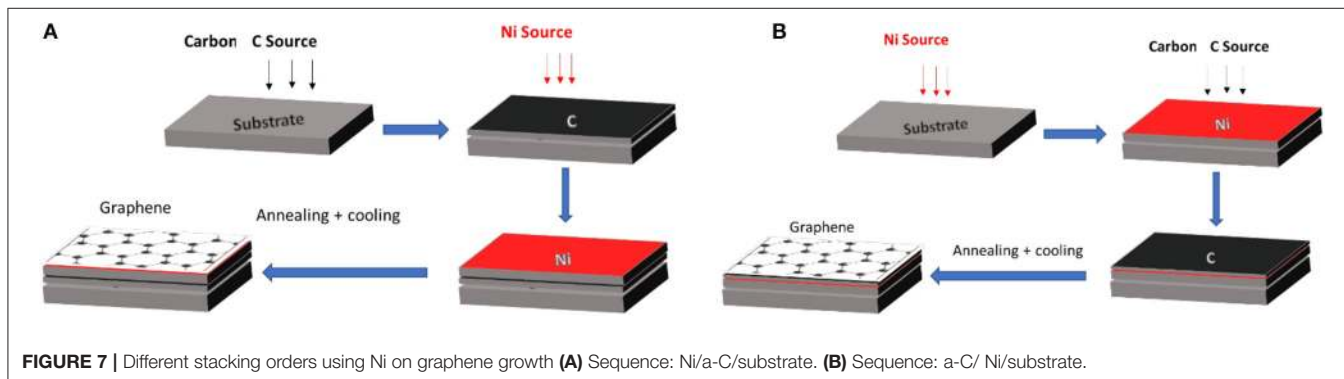 A
Carbon C Source
Ni Source
Substrate
C
Graphene
Annealing + cooling
Ni
B
Ni Source
Carbon C Source
Substrate
Ni
Graphene
Annealing + cooling
C
FIGURE 7 | Different stacking orders using Ni on graphene growth (A) Sequence: Ni/a-C/substrate. (B) Sequence: a-C/ Ni/substrate.